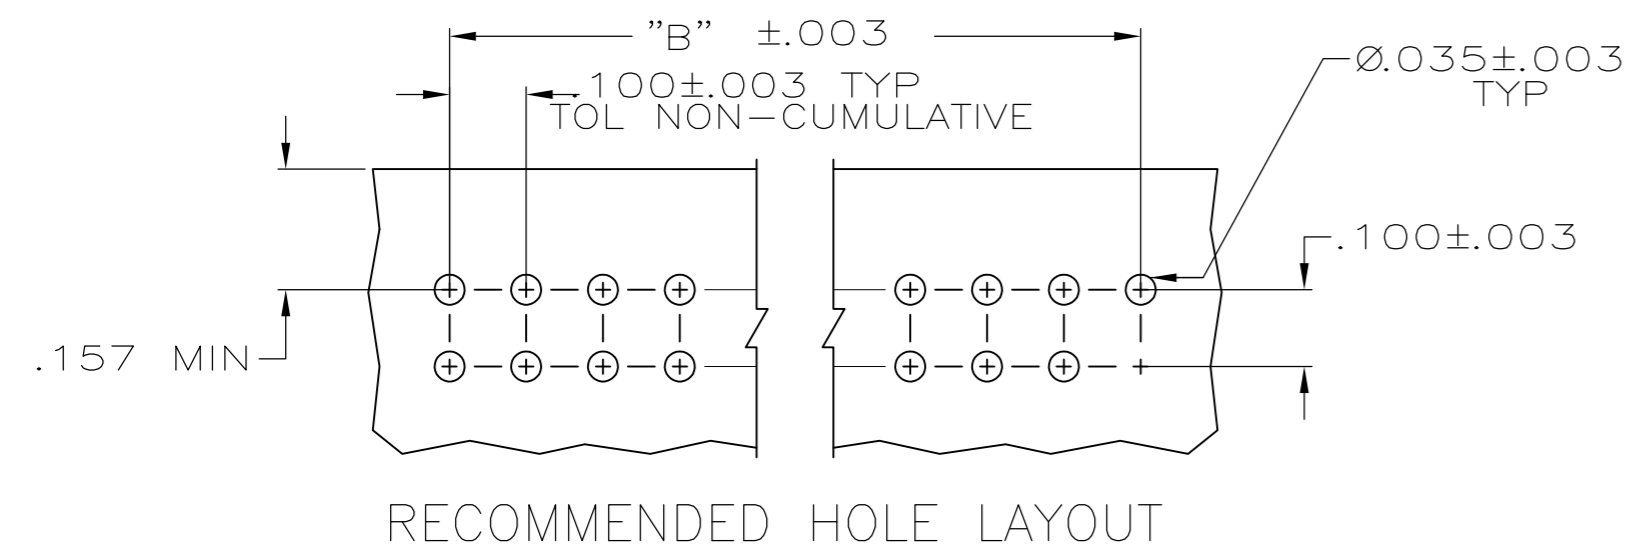 "B" ±.003
.100±.003 TYP
TOL NON-CUMULATIVE
Ø.035±.003
TYP
.100±.003
.157 MIN
RECOMMENDED HOLE LAYOUT